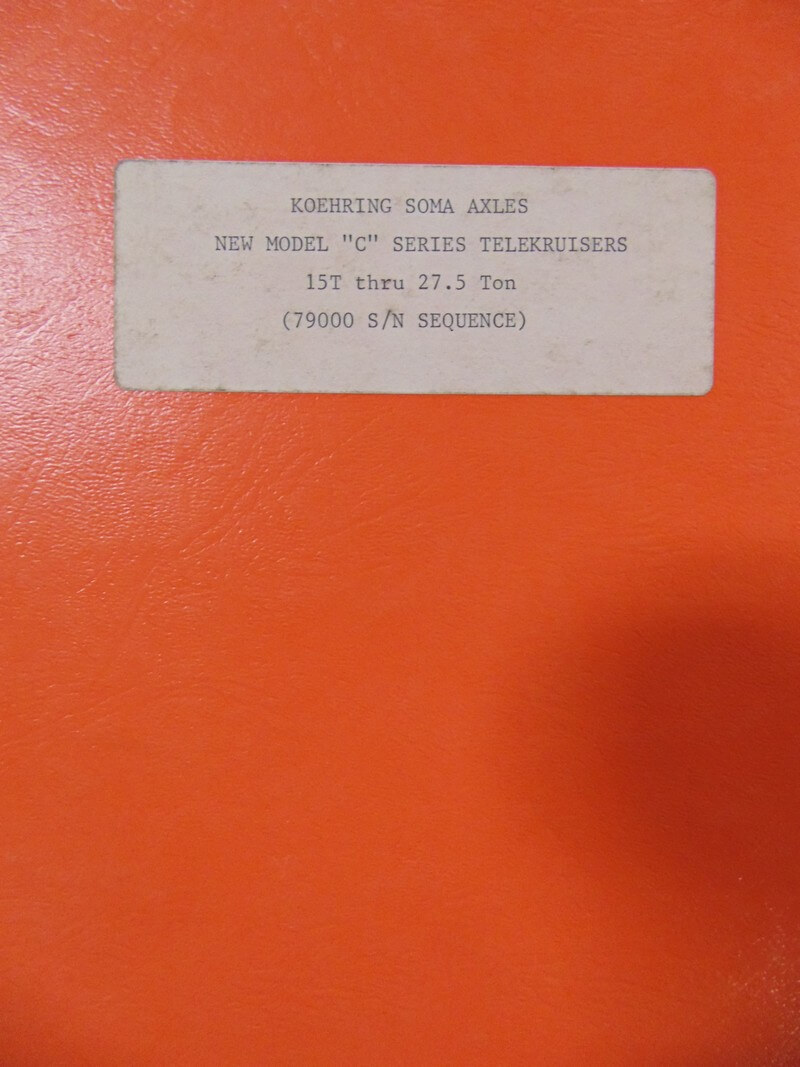 KOEHRING SOMA AXLES
NEW MODEL "C" SERIES TELEKRUISERS
15T thru 27.5 Ton
(79000 S/N SEQUENCE)